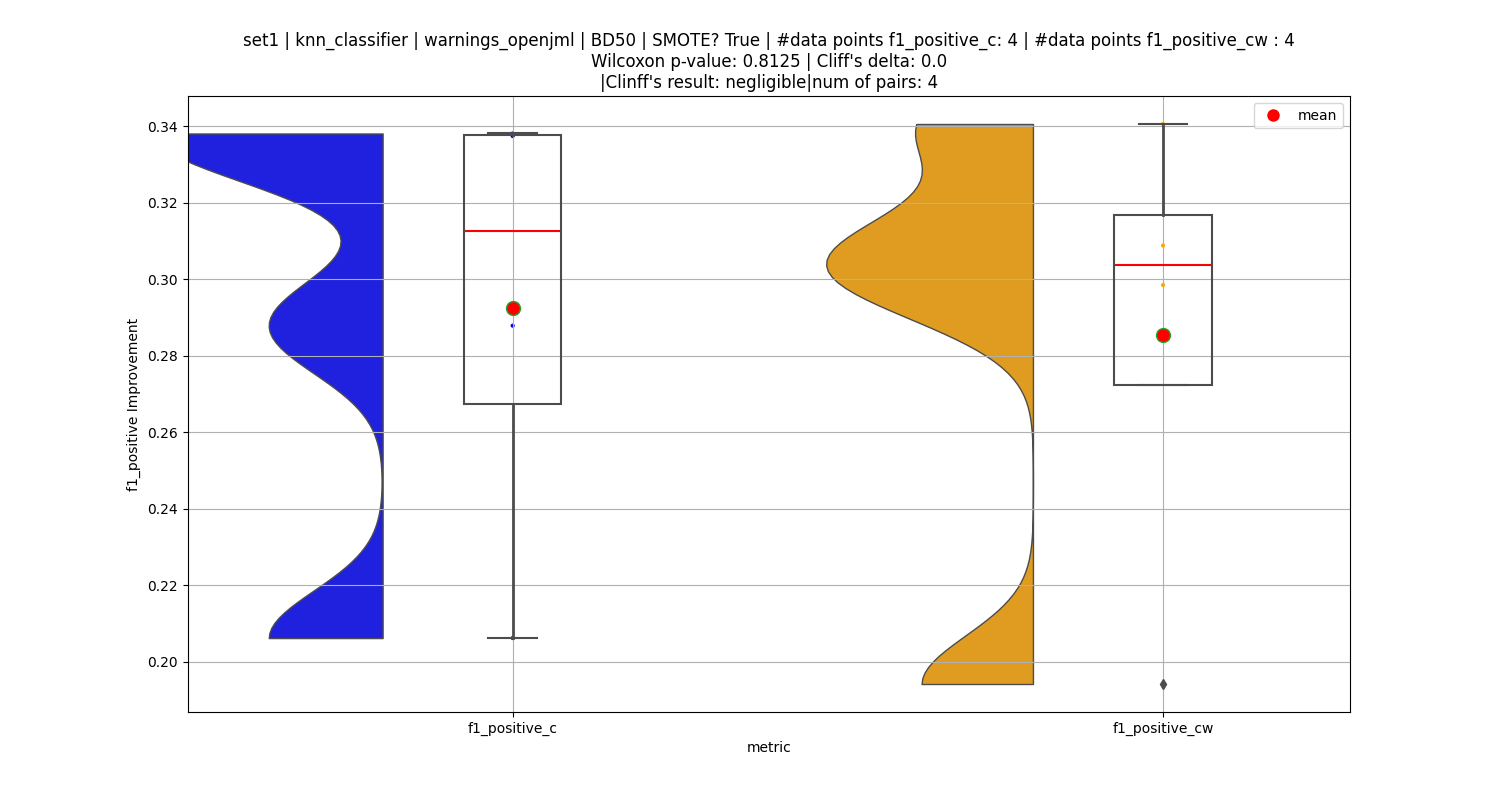 set1 | knn_classifier | warnings_openjml | BD50 | SMOTE? True | #data points f1_positive_c: 4 | #data points f1_positive_cw : 4
Wilcoxon p-value: 0.8125 | Cliff's delta: 0.0
|Clinff's result: negligible|num of pairs: 4
mean
0.34
0.32
0.30
0.28
0.26
0.24
0.22
0.20
f1_positive Improvement
f1_positive_c
f1_positive_cw
metric